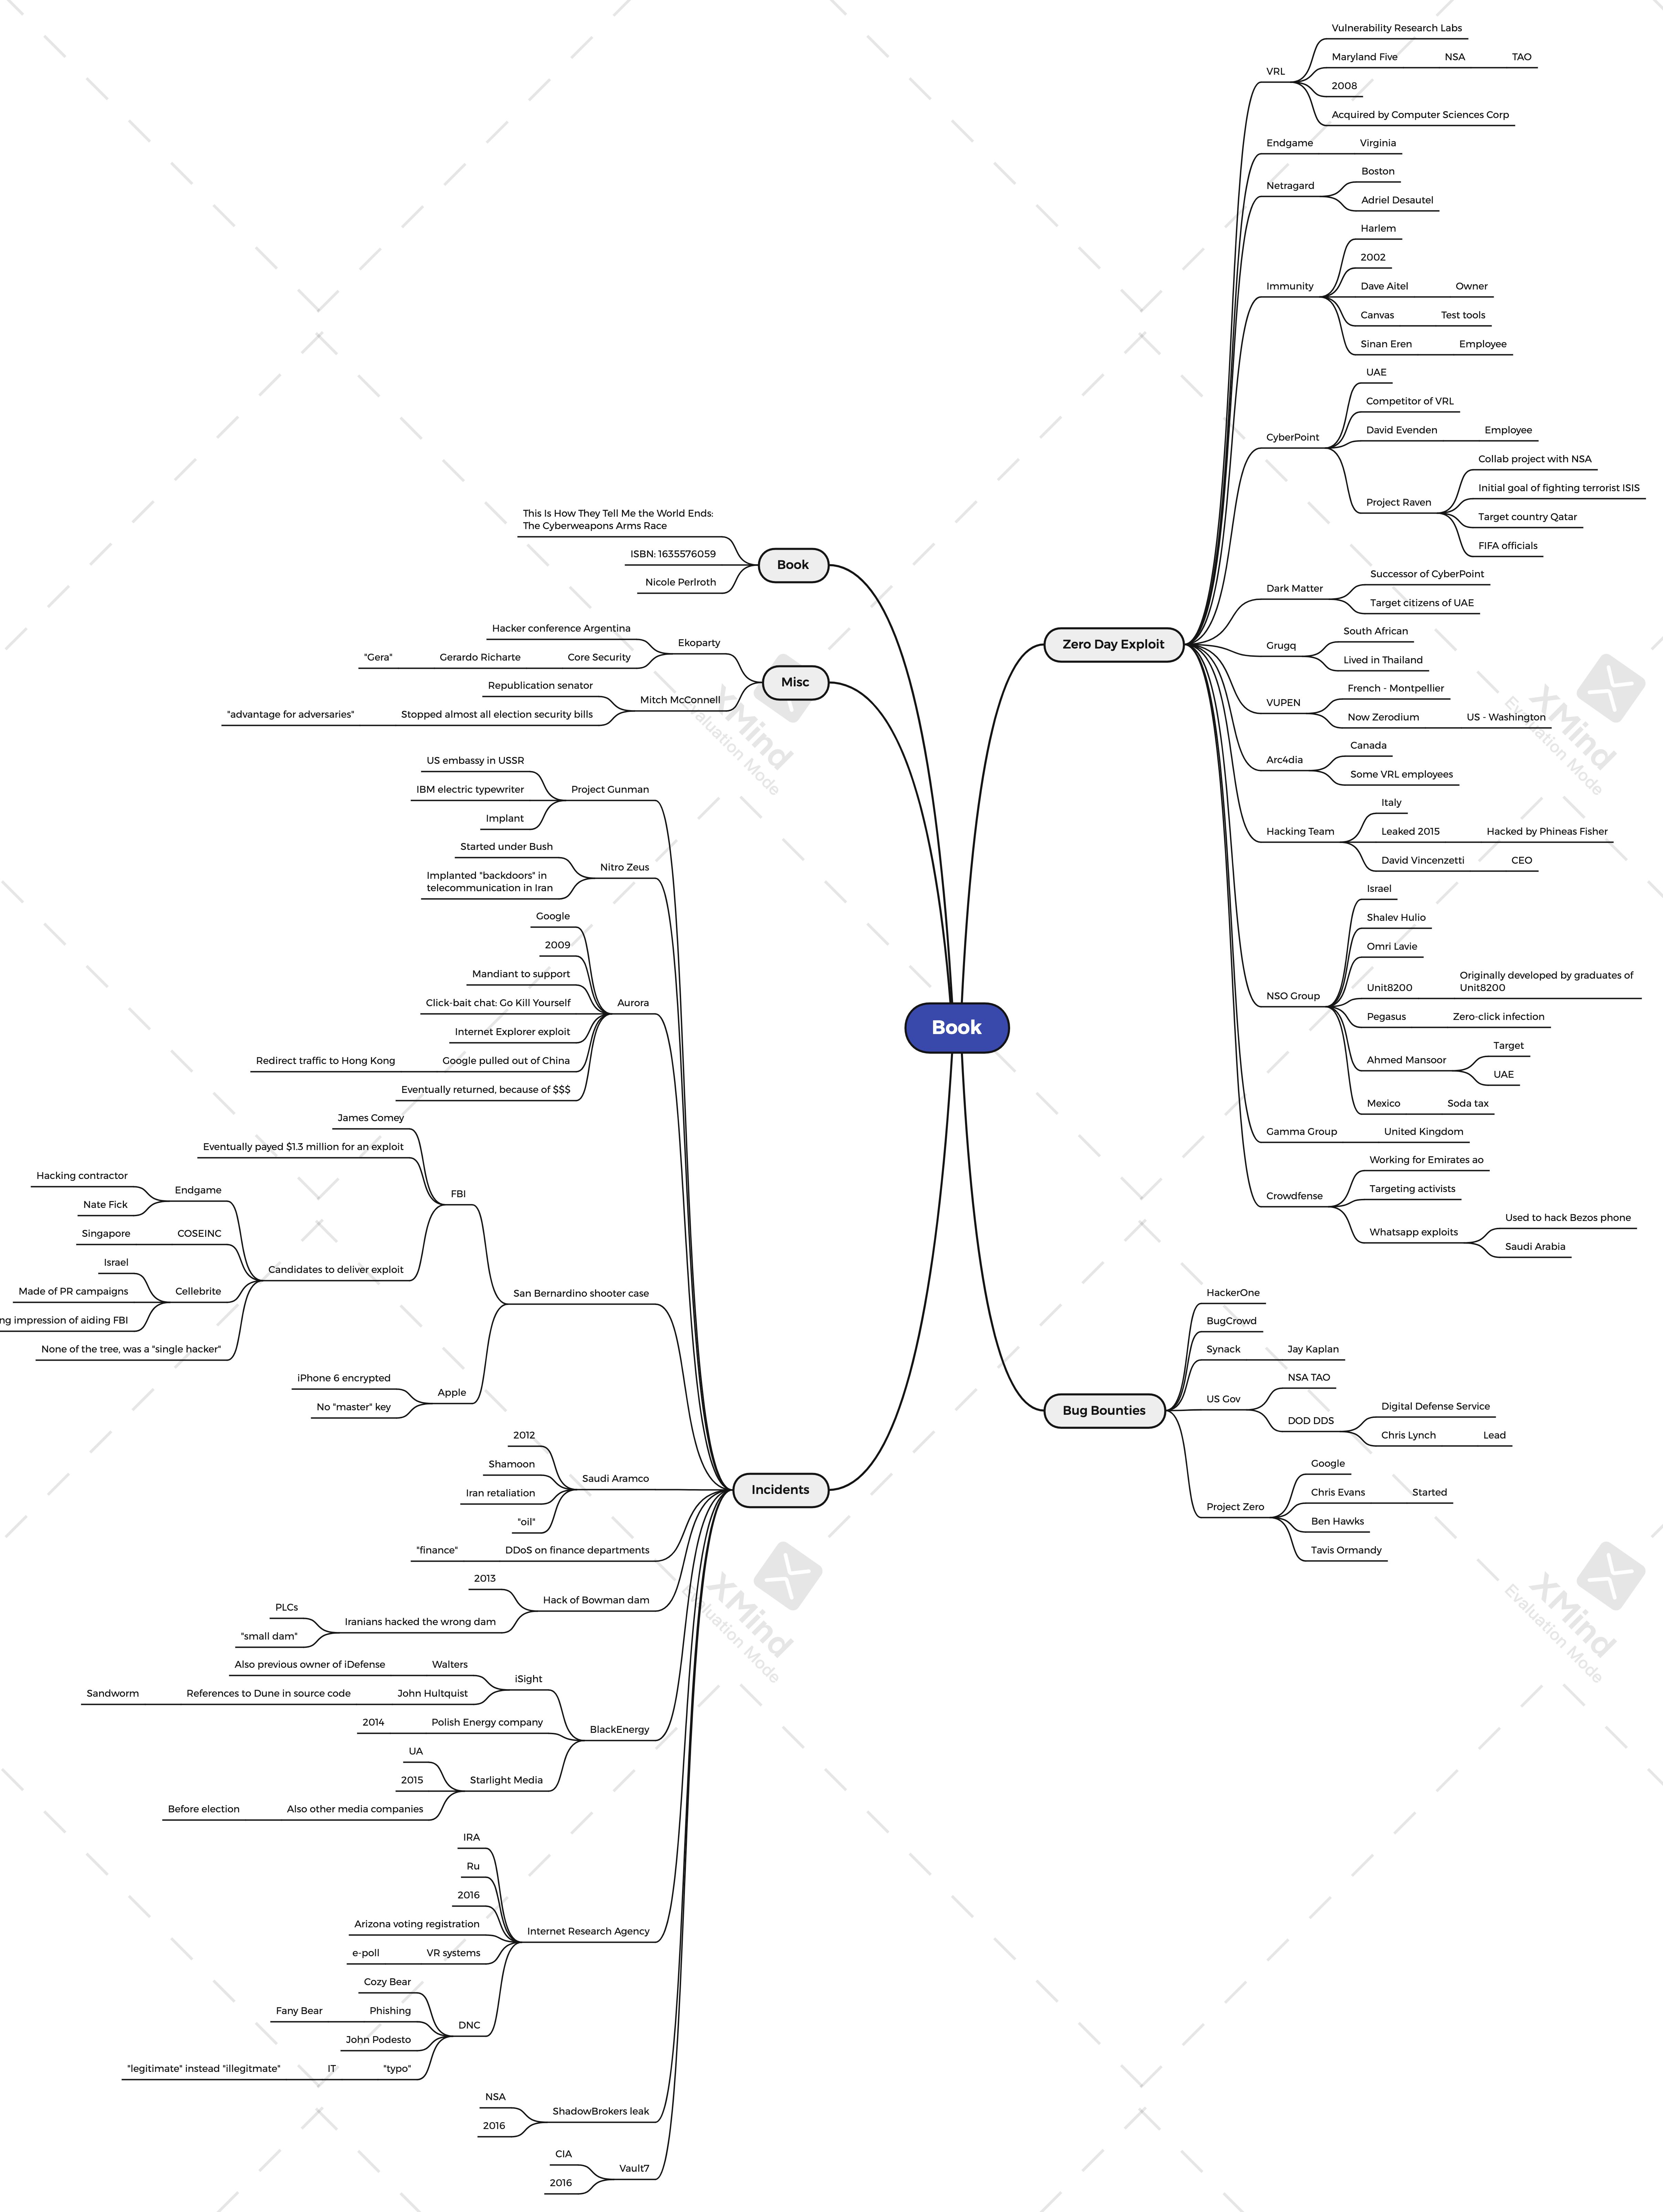 Book
Zero Day Exploit
VRL
Vulnerability Research Labs
Maryland Five NSA TAO
2008
Acquired by Computer Sciences Corp
Endgame Virginia
Netragard
Boston
Adriel Desautel
Immunity
Harlem
2002
Dave Aitel Owner
Canvas Test tools
Sinan Eren Employee
CyberPoint
UAE
Competitor of VRL
David Evenden Employee
Project Raven
Collab project with NSA
Initial goal of fighting terrorist ISIS
Target country Qatar
FIFA officials
Dark Matter
Successor of CyberPoint
Target citizens of UAE
Grugq
South African
Lived in Thailand
VUPEN
French - Montpellier
Now Zerodium US - Washington
Arc4dia
Canada
Some VRL employees
Hacking Team
Italy
Leaked 2015 Hacked by Phineas Fisher
David Vincenzetti CEO
NSO Group
Israel
Shalev Hulio
Omri Lavie
Unit8200
Originally developed by graduates of
Unit8200
Pegasus Zero-click infection
Ahmed Mansoor
Target
UAE
Mexico Soda tax
Gamma Group United Kingdom
Crowdfense
Working for Emirates ao
Targeting activists
Whatsapp exploits
Used to hack Bezos phone
Saudi Arabia
Bug Bounties
HackerOne
BugCrowd
Synack Jay Kaplan
US Gov
NSA TAO
DOD DDS
Digital Defense Service
Chris Lynch Lead
Project Zero
Google
Chris Evans Started
Ben Hawks
Tavis Ormandy
Book
This Is How They Tell Me the World Ends:
The Cyberweapons Arms Race
ISBN: 1635576059
Nicole Perlroth
Misc
Ekoparty
Hacker conference Argentina
"Gera" Gerardo Richarte Core Security
Mitch McConnell
Republication senator
"advantage for adversaries" Stopped almost all election security bills
Incidents
Project Gunman
US embassy in USSR
IBM electric typewriter
Implant
Nitro Zeus
Started under Bush
Implanted "backdoors" in
telecommunication in Iran
Aurora
Google
2009
Mandiant to support
Click-bait chat: Go Kill Yourself
Internet Explorer exploit
Redirect traffic to Hong Kong Google pulled out of China
Eventually returned, because of $$$
San Bernardino shooter case
FBI
James Comey
Eventually payed $1.3 million for an exploit
Candidates to deliver exploit
Endgame
Hacking contractor
Nate Fick
Singapore COSEINC
Cellebrite
Israel
Made of PR campaigns
ng impression of aiding FBI
None of the tree, was a "single hacker"
Apple
iPhone 6 encrypted
No "master" key
Saudi Aramco
2012
Shamoon
Iran retaliation
"oil"
"finance" DDoS on finance departments
Hack of Bowman dam
2013
Iranians hacked the wrong dam
PLCs
"small dam"
BlackEnergy
iSight
Also previous owner of iDefense Walters
Sandworm References to Dune in source code John Hultquist
2014 Polish Energy company
Starlight Media
UA
2015
Before election Also other media companies
Internet Research Agency
IRA
Ru
2016
Arizona voting registration
e-poll VR systems
DNC
Cozy Bear
Fany Bear Phishing
John Podesto
"legitimate" instead "illegitmate" IT "typo"
ShadowBrokers leak
NSA
2016
Vault7
CIA
2016
XMind
Evaluation Mode
XMind
Evaluation Mode
XMind
Evaluation Mode
XMind
Evaluation Mode